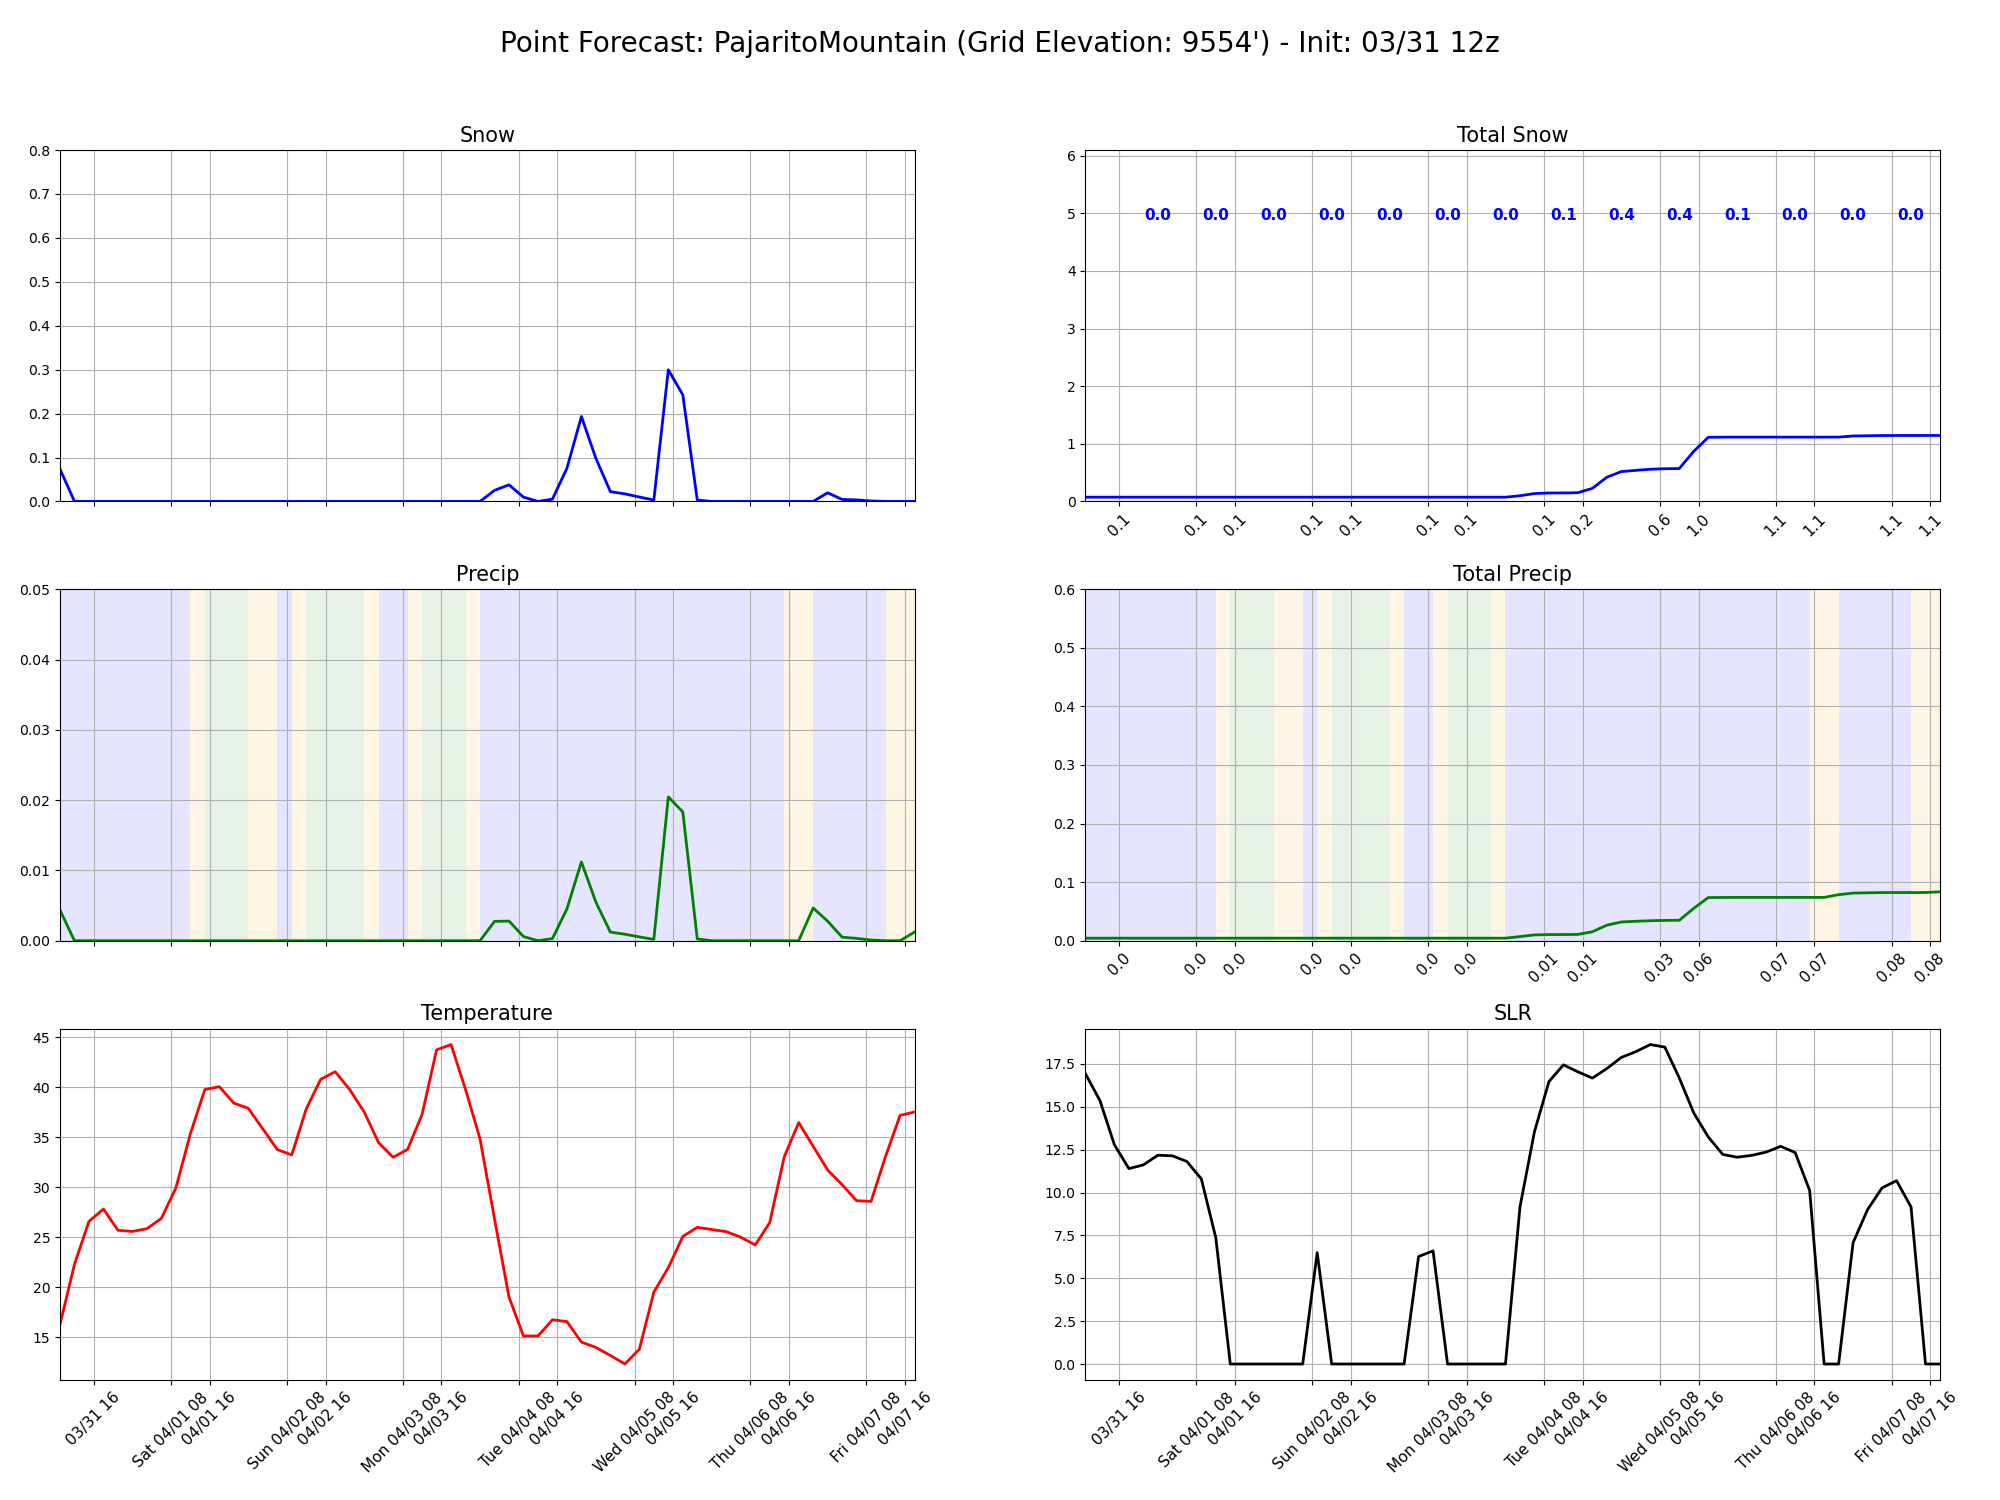 Point Forecast: PajaritoMountain (Grid Elevation: 9554') - Init: 03/31 12z
Snow
0.8
0.7
0.6
0.5
0.4
0.3
0.2
0.1
0.0
Total Snow
6
5
4
3
2
1
0
0.0 0.0 0.0 0.0 0.0 0.0 0.0 0.1 0.4 0.4 0.1 0.0 0.0 0.0
0.1 0.1 0.1 0.1 0.1 0.1 0.1 0.1 0.2 0.6 1.0 1.1 1.1 1.1 1.1
Precip
0.05
0.04
0.03
0.02
0.01
0.00
Total Precip
0.6
0.5
0.4
0.3
0.2
0.1
0.0
0.0 0.0 0.0 0.0 0.0 0.0 0.0 0.01 0.01 0.03 0.06 0.07 0.07 0.08 0.08
Temperature
45
40
35
30
25
20
15
03/31 16
Sat 04/01 08
04/01 16
Sun 04/02 08
04/02 16
Mon 04/03 08
04/03 16
Tue 04/04 08
04/04 16
Wed 04/05 08
04/05 16
Thu 04/06 08
04/06 16
Fri 04/07 08
04/07 16
SLR
17.5
15.0
12.5
10.0
7.5
5.0
2.5
0.0
03/31 16
Sat 04/01 08
04/01 16
Sun 04/02 08
04/02 16
Mon 04/03 08
04/03 16
Tue 04/04 08
04/04 16
Wed 04/05 08
04/05 16
Thu 04/06 08
04/06 16
Fri 04/07 08
04/07 16